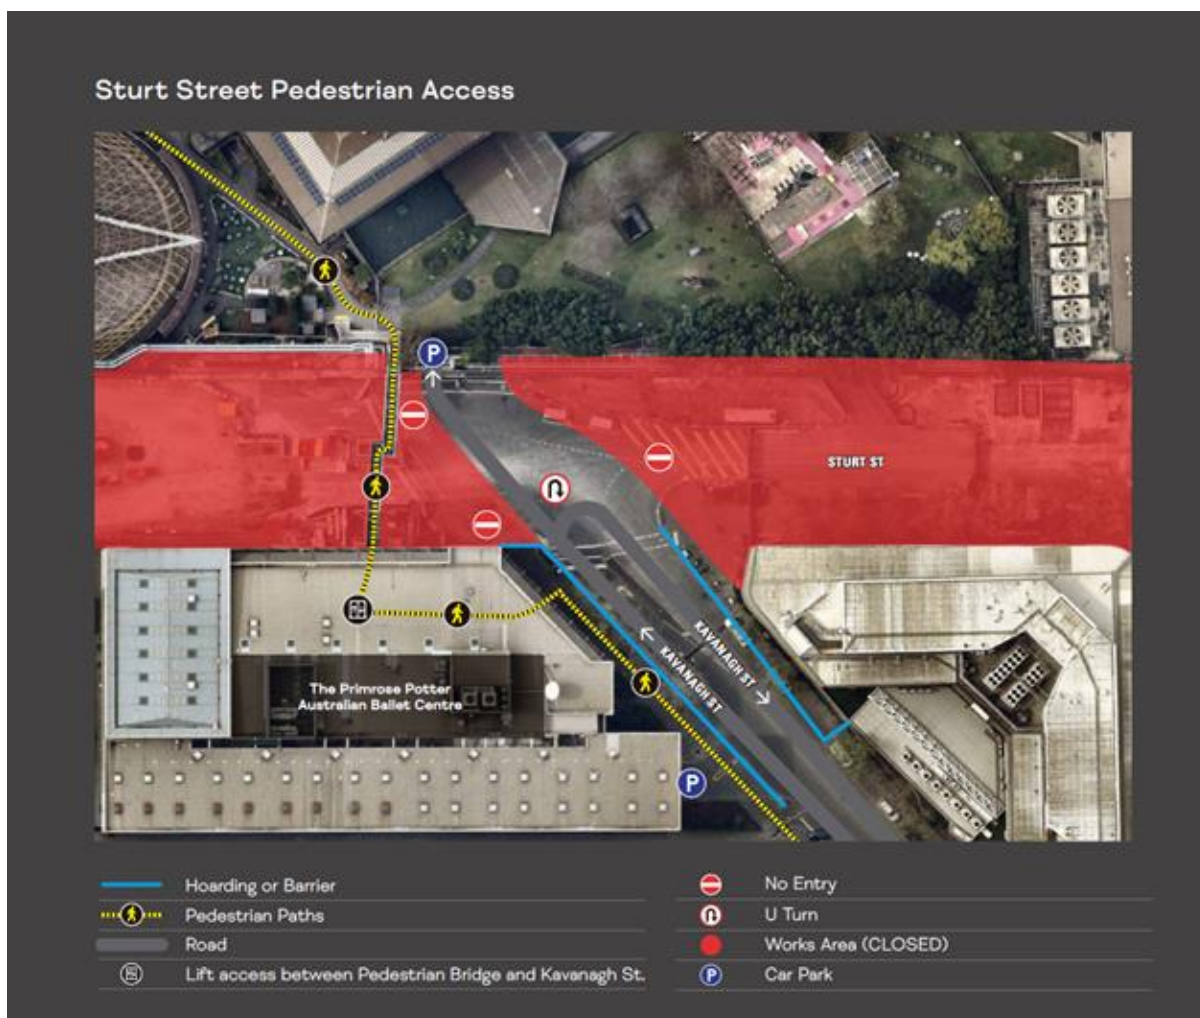 Sturt Street Pedestrian Access
P
STURT ST
KAVANAGH ST
KAVANAGH ST
The Primrose Potter
Australian Ballet Centre
P
Hoarding or Barrier
Pedestrian Paths
Road
Lift access between Pedestrian Bridge and Kavanagh St.
No Entry
U Turn
Works Area (CLOSED)
P
Car Park